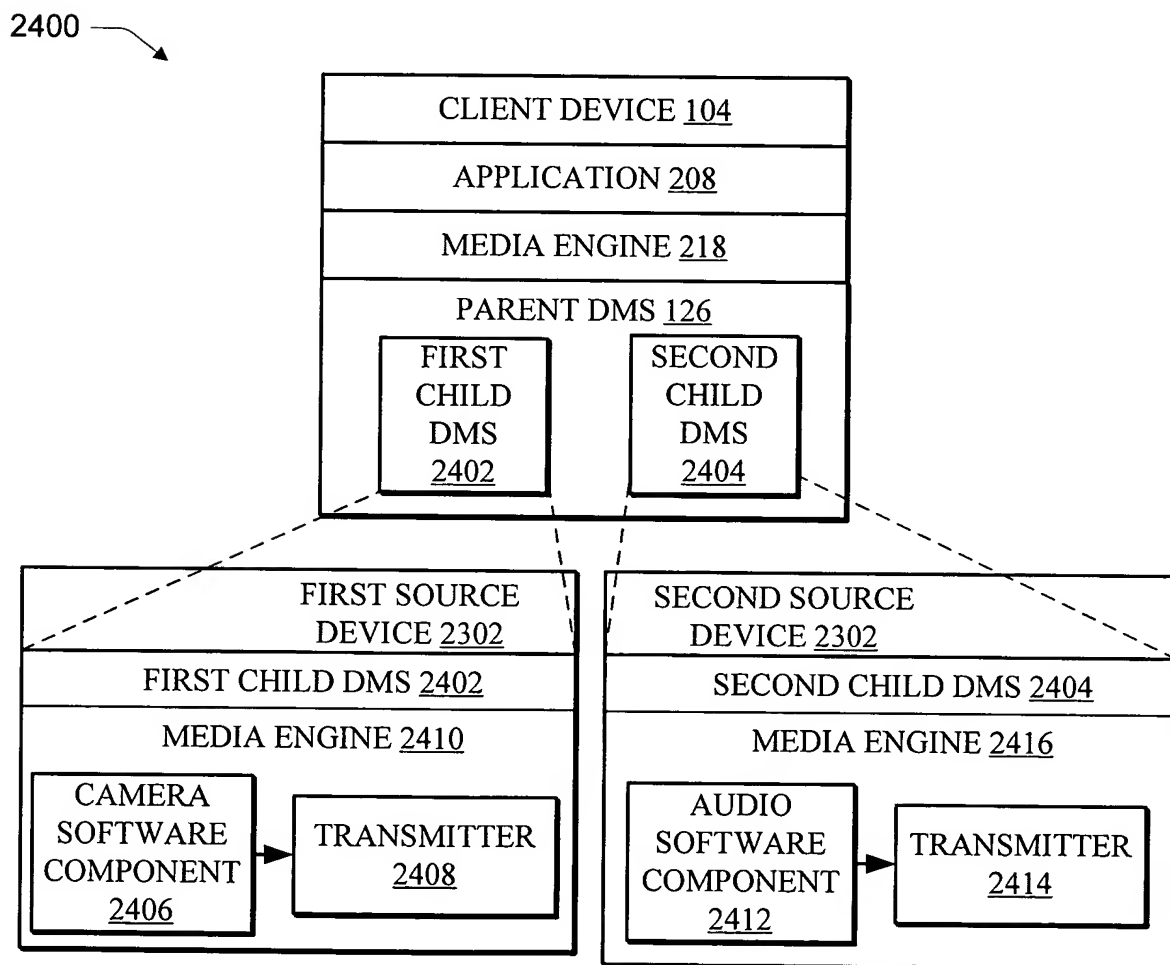 2400
CLIENT DEVICE 104
APPLICATION 208
MEDIA ENGINE 218
PARENT DMS 126
FIRST
CHILD
DMS
2402
SECOND
CHILD
DMS
2404
FIRST SOURCE
DEVICE 2302
FIRST CHILD DMS 2402
MEDIA ENGINE 2410
CAMERA
SOFTWARE
COMPONENT
2406
TRANSMITTER
2408
SECOND SOURCE
DEVICE 2302
SECOND CHILD DMS 2404
MEDIA ENGINE 2416
AUDIO
SOFTWARE
COMPONENT
2412
TRANSMITTER
2414